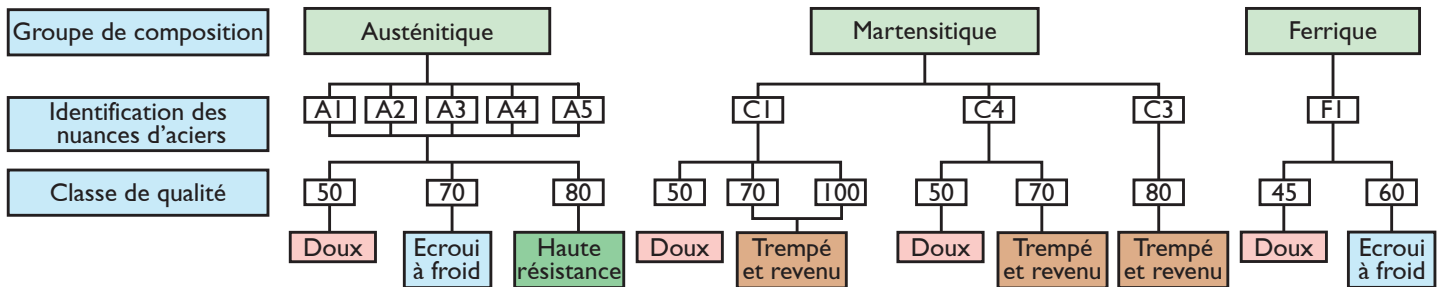 Groupe de composition
Austénitique
Martensitique
Ferrique
Identification des
nuances d'aciers
A1
A2
A3
A4
A5
C1
C4
C3
F1
Classe de qualité
50
70
80
50
70
100
50
70
80
45
60
Doux
Ecroui
à froid
Haute
résistance
Doux
Trempé
et revenu
Doux
Trempé
et revenu
Trempé
et revenu
Doux
Ecroui
à froid